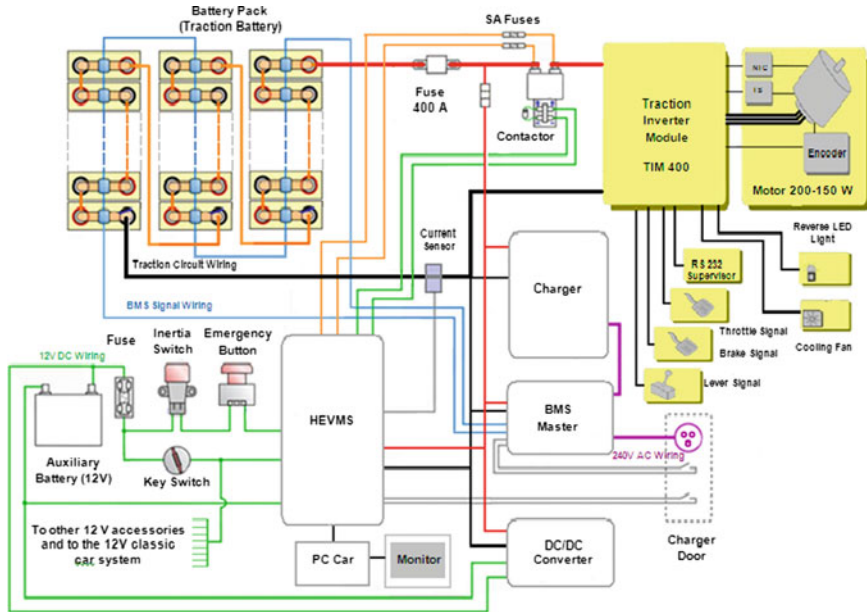 Battery Pack
(Traction Battery)
SA Fuses
Fuse
400 A
Contactor
Traction
Inverter
Module
TIM 400
NTC
TS
Encoder
Motor 200-150 W
Current
Sensor
Traction Circuit Wiring
BMS Signal Wiring
Charger
RS 232
Supervisor
Reverse LED
Light
Throttle Signal
Brake Signal
Cooling Fan
Lever Signal
12V DC Wiring
Fuse
Inertia
Switch
Emergency
Button
HEVMS
BMS
Master
240V AC Wiring
Auxiliary
Battery (12V)
Key Switch
To other 12 V accessories
and to the 12V classic
car system
PC Car
Monitor
DC/DC
Converter
Charger
Door